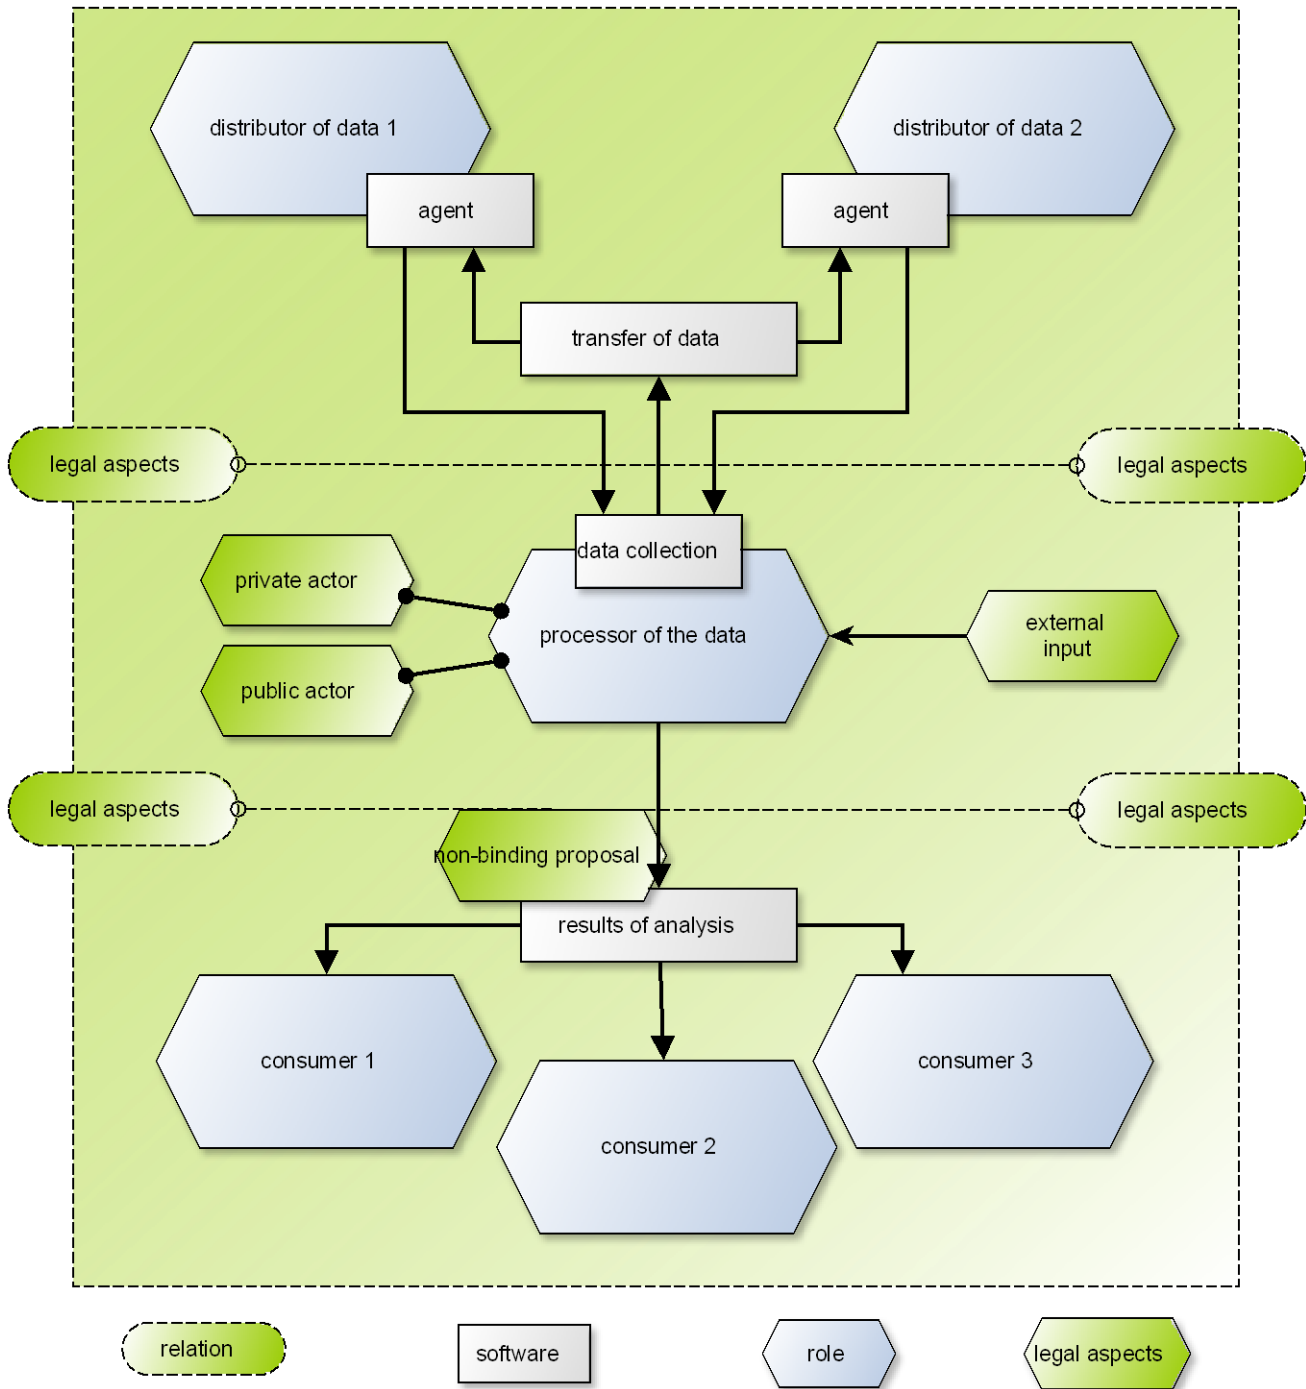 distributor of data 1
distributor of data 2
agent
agent
transfer of data
legal aspects
legal aspects
data collection
private actor
processor of the data
external
input
public actor
legal aspects
legal aspects
non-binding proposal
results of analysis
consumer 1
consumer 3
consumer 2
relation
software
role
legal aspects